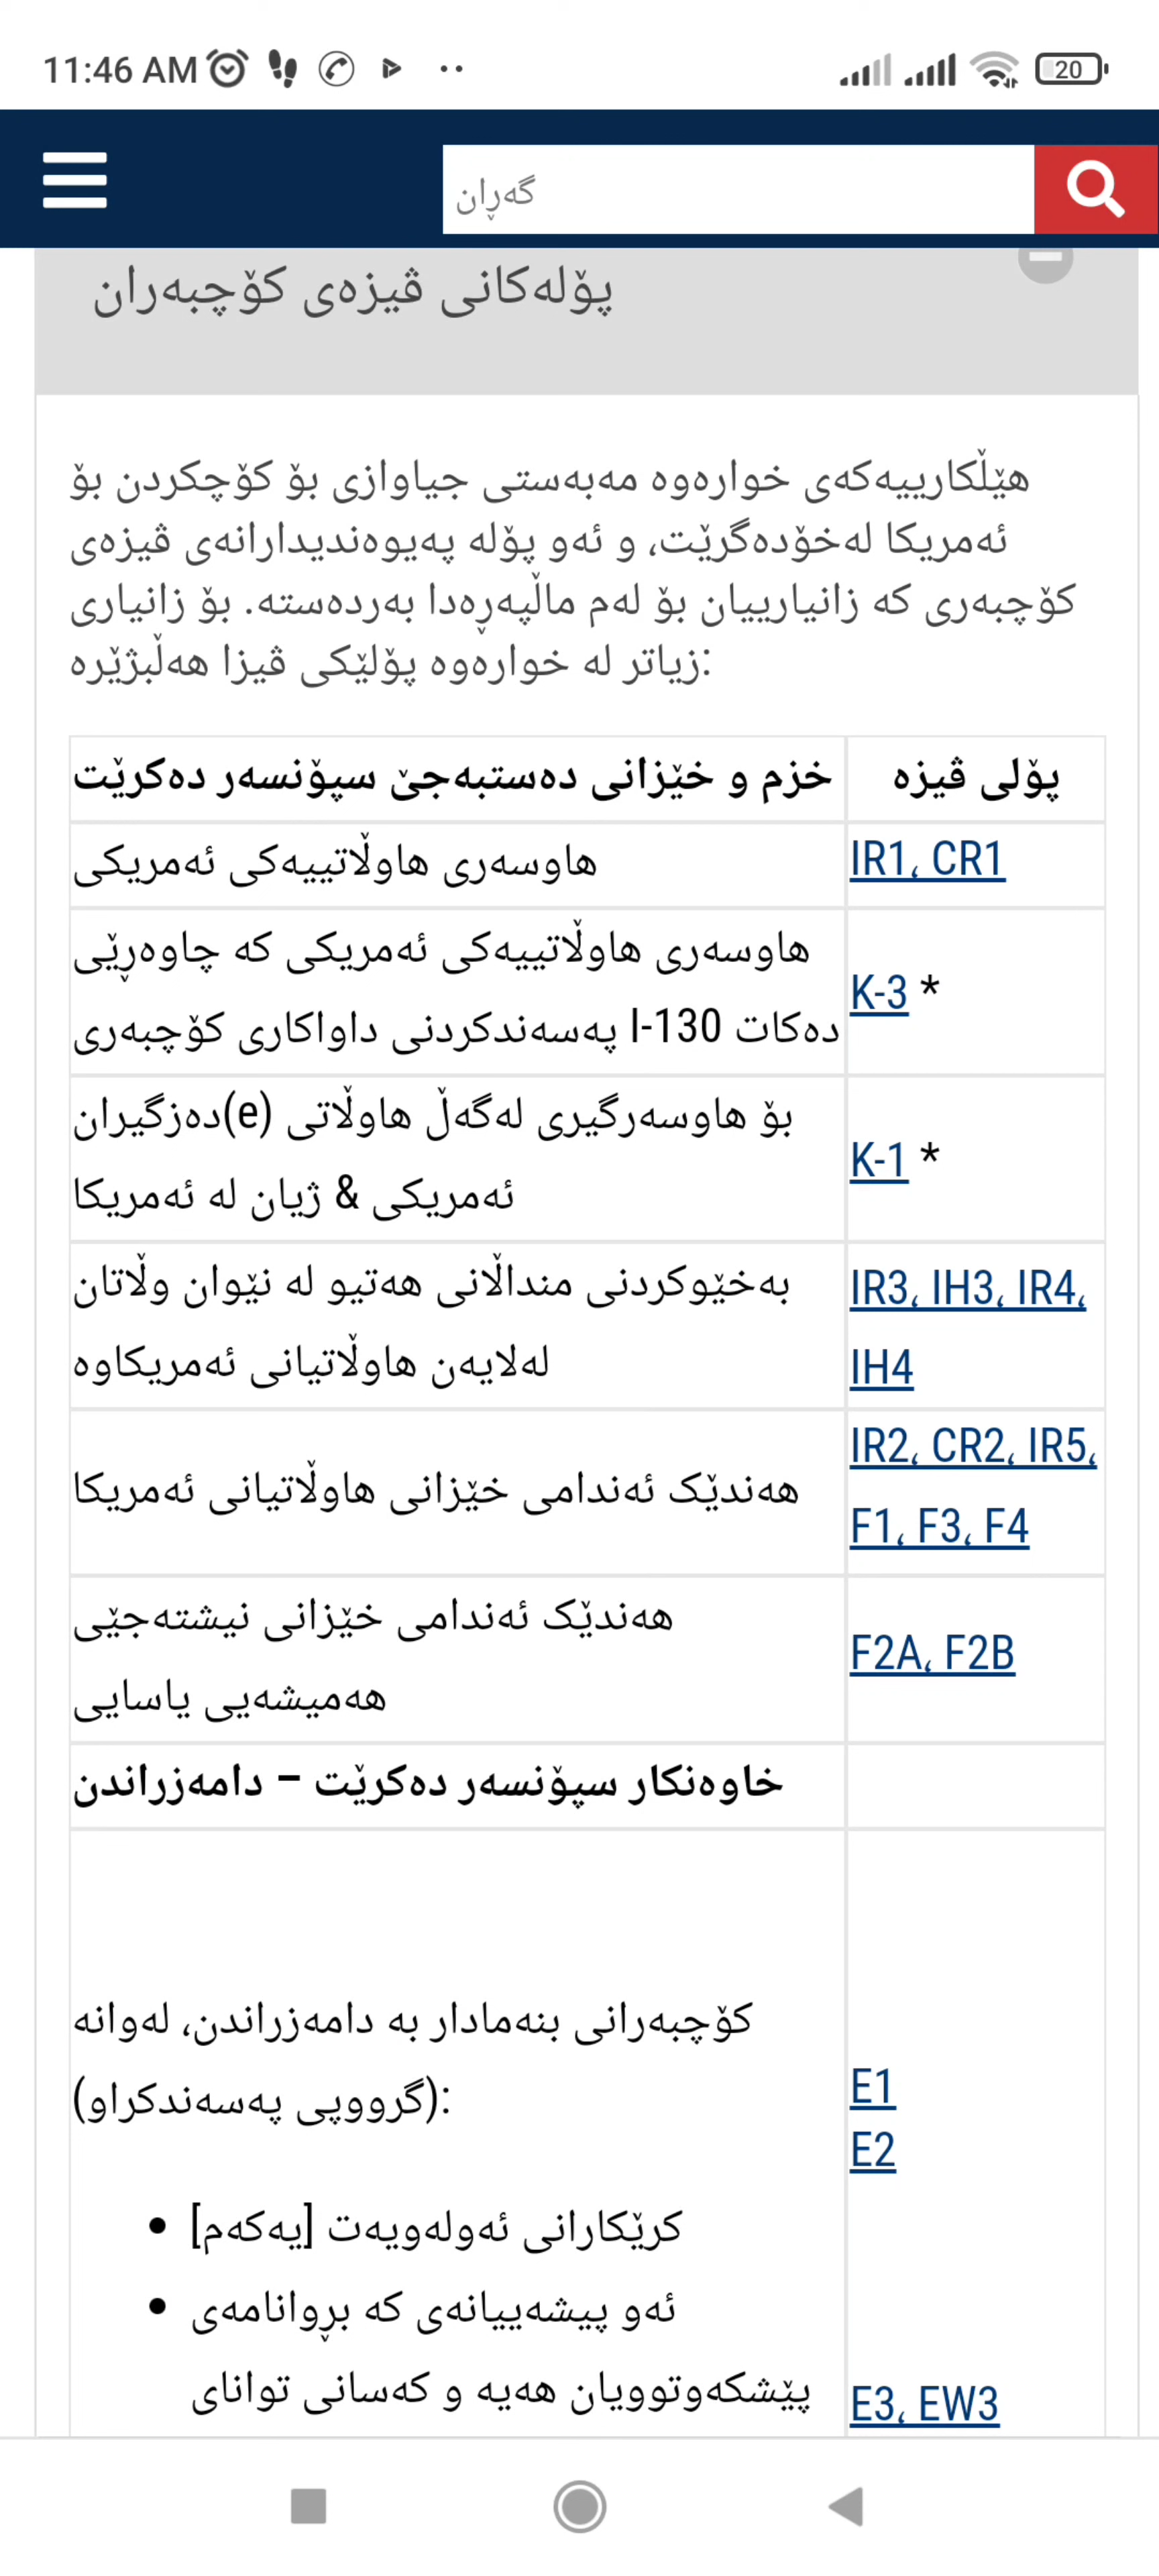 11:46 AM
20
گەڕان
پۆلەکانی ڤیزەی کۆچبەران
هێڵکارییەکەی خوارەوە مەبەستی جیاوازی بۆ کۆچکردن بۆ
ئەمریکا لەخۆدەگرێت، و ئەو پۆلە پەیوەندیدارانەی ڤیزەی
کۆچبەری کە زانیارییان بۆ لەم ماڵپەڕەدا بەردەستە. بۆ زانیاری
زیاتر لە خوارەوە پۆلێکی ڤیزا هەڵبژێرە:
پۆلی ڤیزە
خزم و خێزانی دەستبەجێ سپۆنسەر دەکرێت
IR1، CR1
هاوسەری هاوڵاتییەکی ئەمریکی
K-3 *
هاوسەری هاوڵاتییەکی ئەمریکی کە چاوەڕێی
پەسەندکردنی داواکاری کۆچبەری I-130 دەکات
K-1 *
دەزگیران(e) بۆ هاوسەرگیری لەگەڵ هاوڵاتی
ئەمریکی & ژیان لە ئەمریکا
IR3، IH3، IR4،
IH4
بەخێوکردنی منداڵانی هەتیو لە نێوان وڵاتان
لەلایەن هاوڵاتیانی ئەمریکاوە
IR2، CR2، IR5،
F1، F3، F4
هەندێک ئەندامی خێزانی هاوڵاتیانی ئەمریکا
F2A، F2B
هەندێک ئەندامی خێزانی نیشتەجێی
هەمیشەیی یاسایی
خاوەنکار سپۆنسەر دەکرێت – دامەزراندن
کۆچبەرانی بنەمادار بە دامەزراندن، لەوانە
(گرووپی پەسەندکراو):
E1
E2
• کرێکارانی ئەولەویەت [یەکەم]
• ئەو پیشەییانەی کە بڕوانامەی
پێشکەوتوویان هەیە و کەسانی توانای
E3، EW3